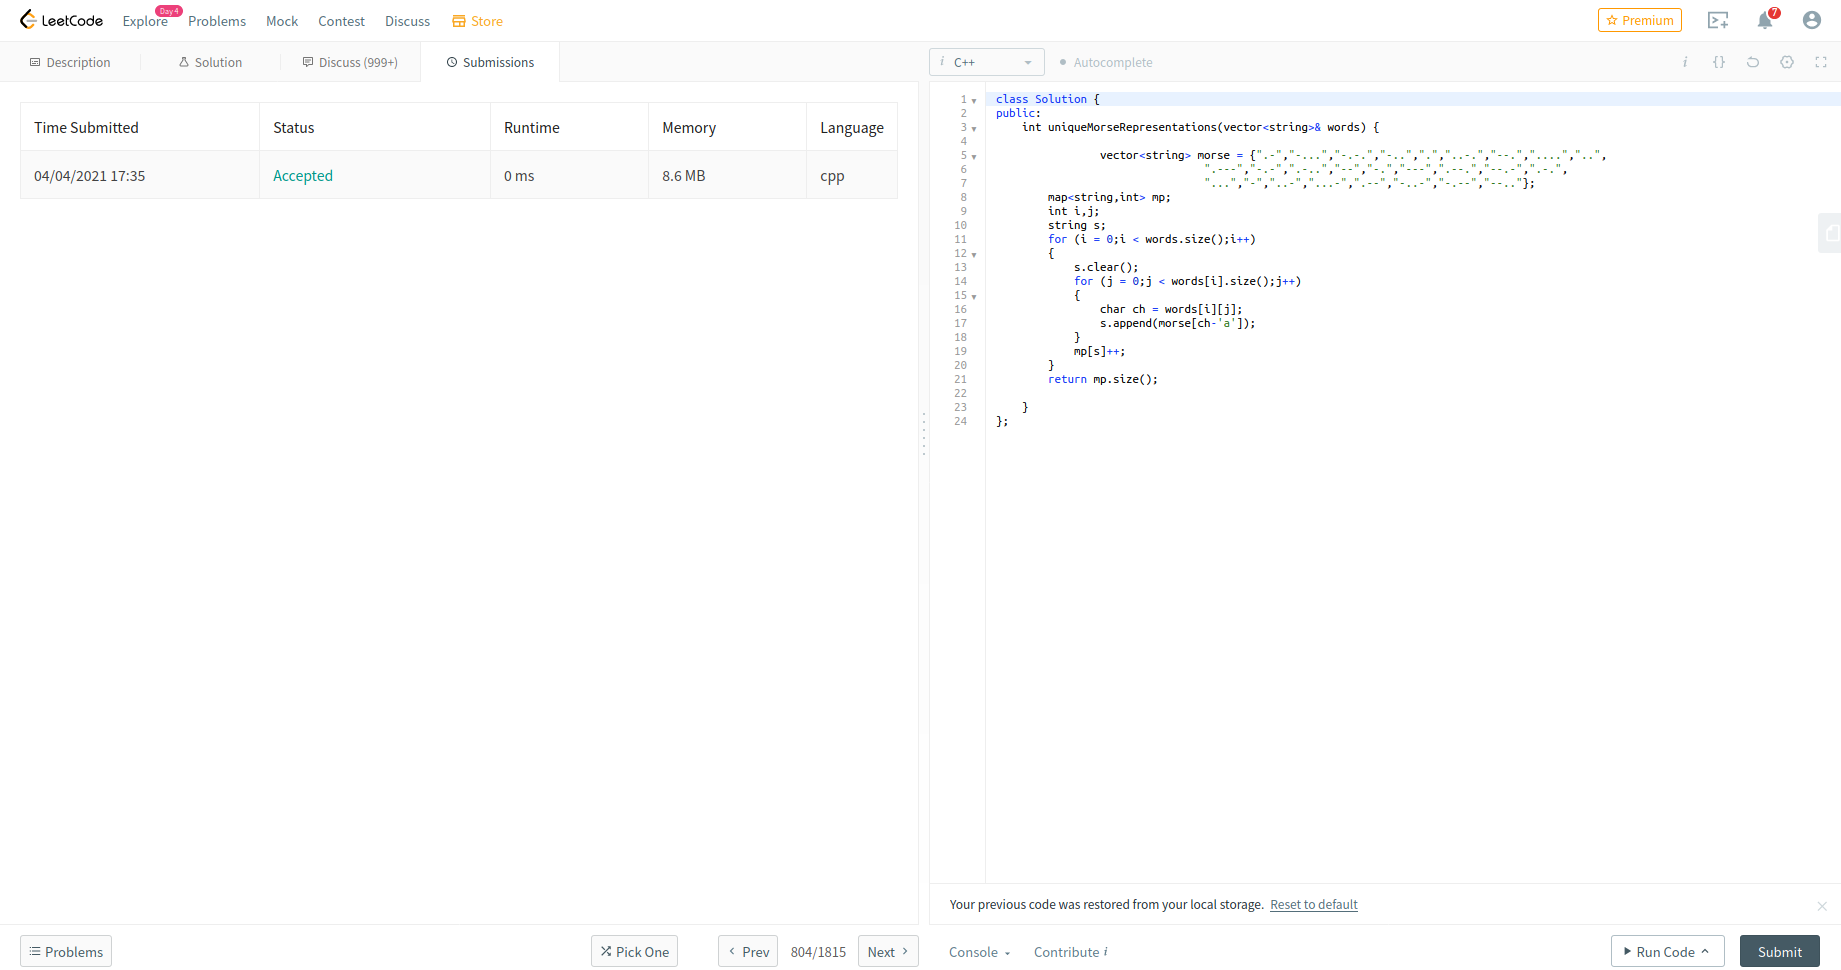 LeetCode
Explore
Day 4
Problems
Mock
Contest
Discuss
Store
Premium
7
Description
Solution
Discuss (999+)
Submissions
i C++
Autocomplete
i
{}
Time Submitted Status Runtime Memory Language
04/04/2021 17:35 Accepted 0 ms 8.6 MB cpp
1 class Solution {
2 public:
3 int uniqueMorseRepresentations(vector<string>& words) {
4
5 vector<string> morse = {".-","-...","-.-.","-..",".","..-.","--.","....","..",
6 ".---","-.-",".-..","--","-.","---",".--.","--.-",".-.",
7 "...","-","..-","...-",".--","-..-","-.--","--.."};
8 map<string,int> mp;
9 int i,j;
10 string s;
11 for (i = 0;i < words.size();i++)
12 {
13 s.clear();
14 for (j = 0;j < words[i].size();j++)
15 {
16 char ch = words[i][j];
17 s.append(morse[ch-'a']);
18 }
19 mp[s]++;
20 }
21 return mp.size();
22
23 }
24 };
Your previous code was restored from your local storage. Reset to default
Problems
Pick One
Prev
804/1815
Next
Console
Contribute i
Run Code
Submit